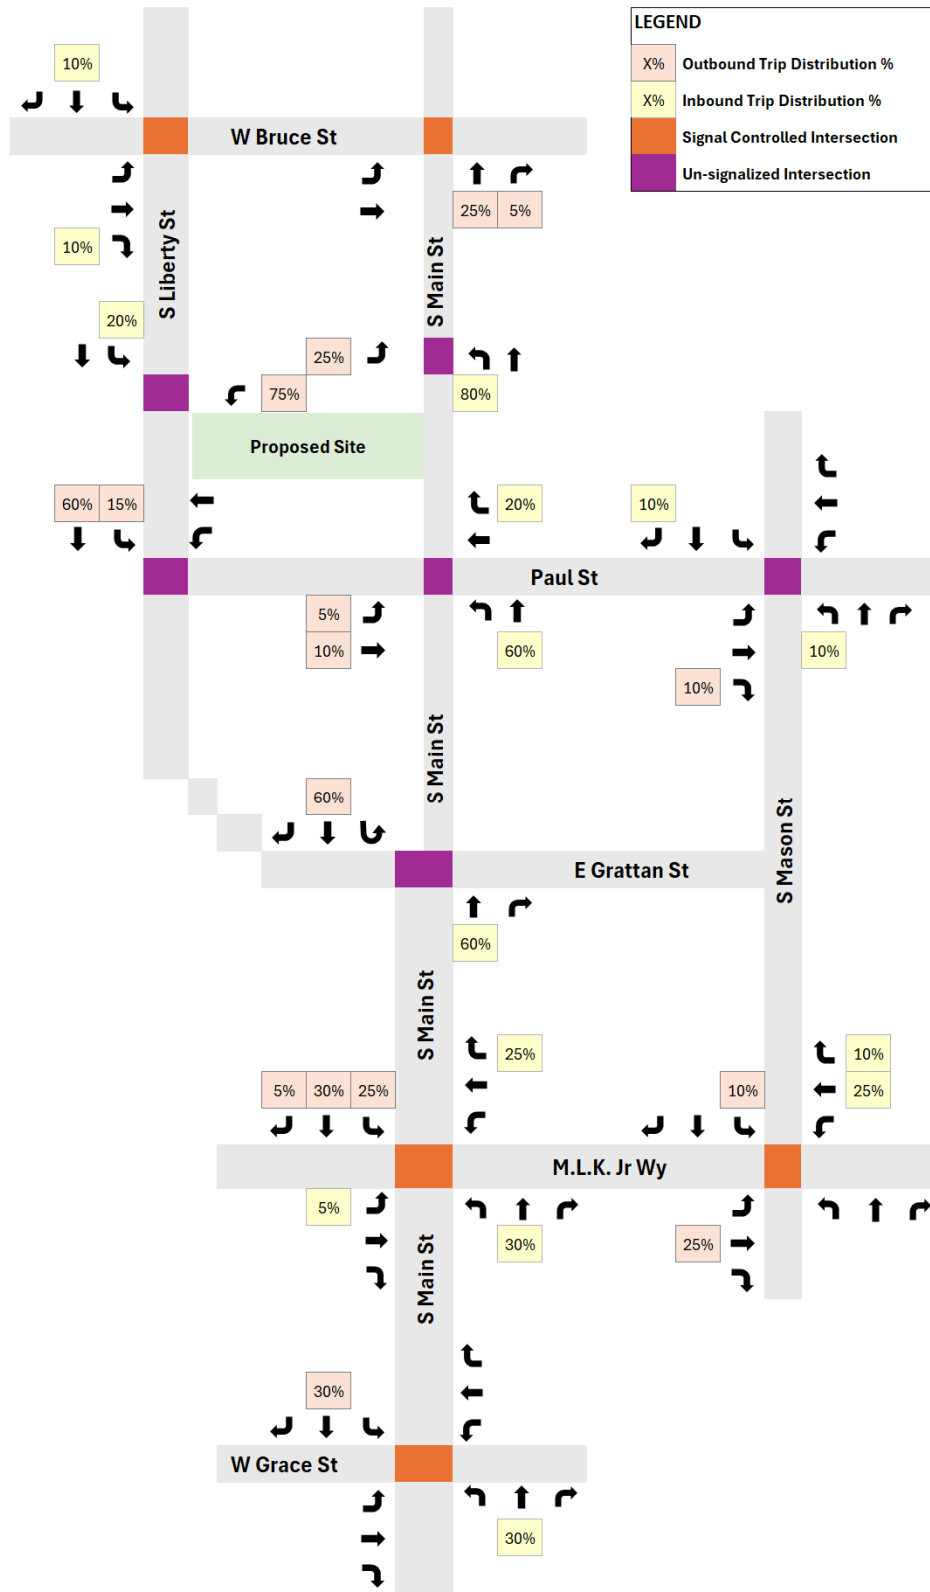 LEGEND
X% Outbound Trip Distribution %
X% Inbound Trip Distribution %
Signal Controlled Intersection
Un-signalized Intersection
10%
W Bruce St
25% 5%
10%
S Liberty St
S Main St
20%
25%
75%
80%
Proposed Site
60% 15%
20%
10%
Paul St
5%
10%
60%
10%
10%
S Main St
S Mason St
60%
E Grattan St
60%
S Main St
25%
10%
25%
5% 30% 25%
10%
M.L.K. Jr Wy
5%
30%
25%
S Main St
30%
W Grace St
30%